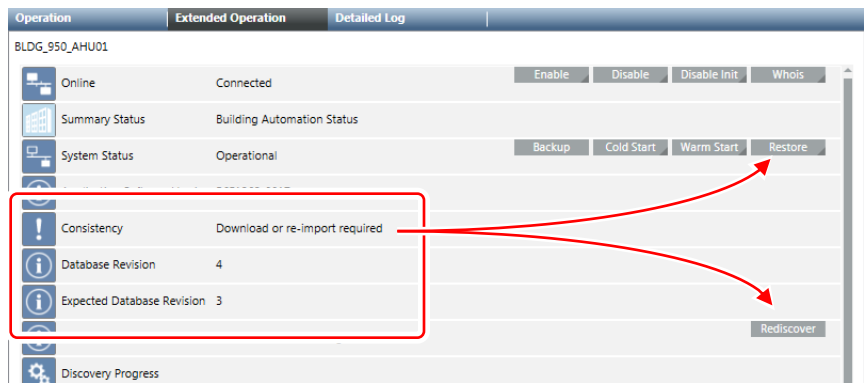 Operation Extended Operation Detailed Log
BLDG_950_AHU01
Online Connected Enable Disable Disable Init Whois
Summary Status Building Automation Status
System Status Operational Backup Cold Start Warm Start Restore
Consistency Download or re-import required
Database Revision 4
Expected Database Revision 3
Rediscover
Discovery Progress